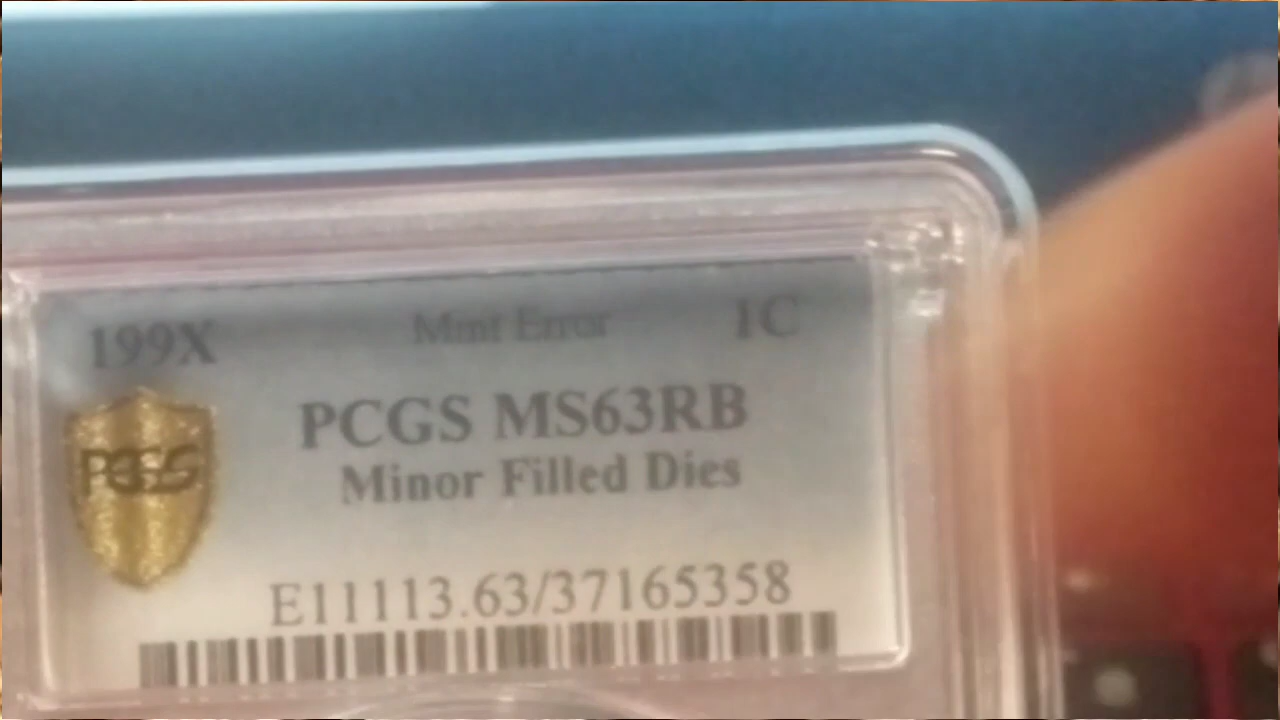 199X Mint Error 1C
PCGS MS63RB
PCGS
Minor Filled Dies
E11113.63/37165358